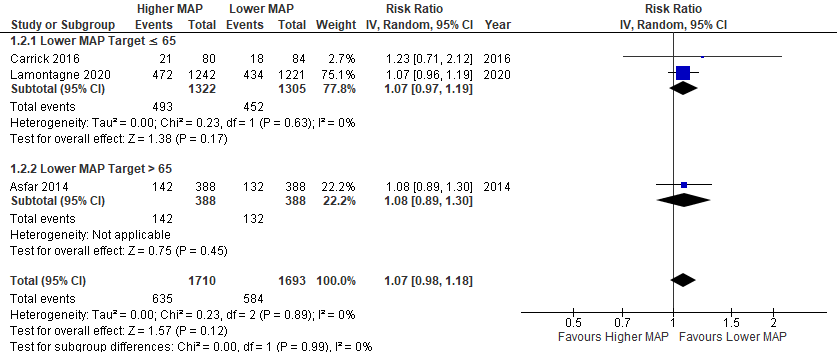 Higher MAP Lower MAP Risk Ratio Risk Ratio
Study or Subgroup Events Total Events Total Weight IV, Random, 95% CI Year IV, Random, 95% CI
1.2.1 Lower MAP Target ≤ 65
Carrick 2016 21 80 18 84 2.7% 1.23 [0.71, 2.12] 2016
Lamontagne 2020 472 1242 434 1221 75.1% 1.07 [0.96, 1.19] 2020
Subtotal (95% CI) 1322 1305 77.8% 1.07 [0.97, 1.19]
Total events 493 452
Heterogeneity: Tau² = 0.00; Chi² = 0.23, df = 1 (P = 0.63); I² = 0%
Test for overall effect: Z = 1.38 (P = 0.17)
1.2.2 Lower MAP Target > 65
Asfar 2014 142 388 132 388 22.2% 1.08 [0.89, 1.30] 2014
Subtotal (95% CI) 388 388 22.2% 1.08 [0.89, 1.30]
Total events 142 132
Heterogeneity: Not applicable
Test for overall effect: Z = 0.75 (P = 0.45)
Total (95% CI) 1710 1693 100.0% 1.07 [0.98, 1.18]
Total events 635 584
Heterogeneity: Tau² = 0.00; Chi² = 0.23, df = 2 (P = 0.89); I² = 0%
Test for overall effect: Z = 1.57 (P = 0.12)
Test for subgroup differences: Chi² = 0.00, df = 1 (P = 0.99), I² = 0%
0.5 0.7 1 1.5 2
Favours Higher MAP Favours Lower MAP